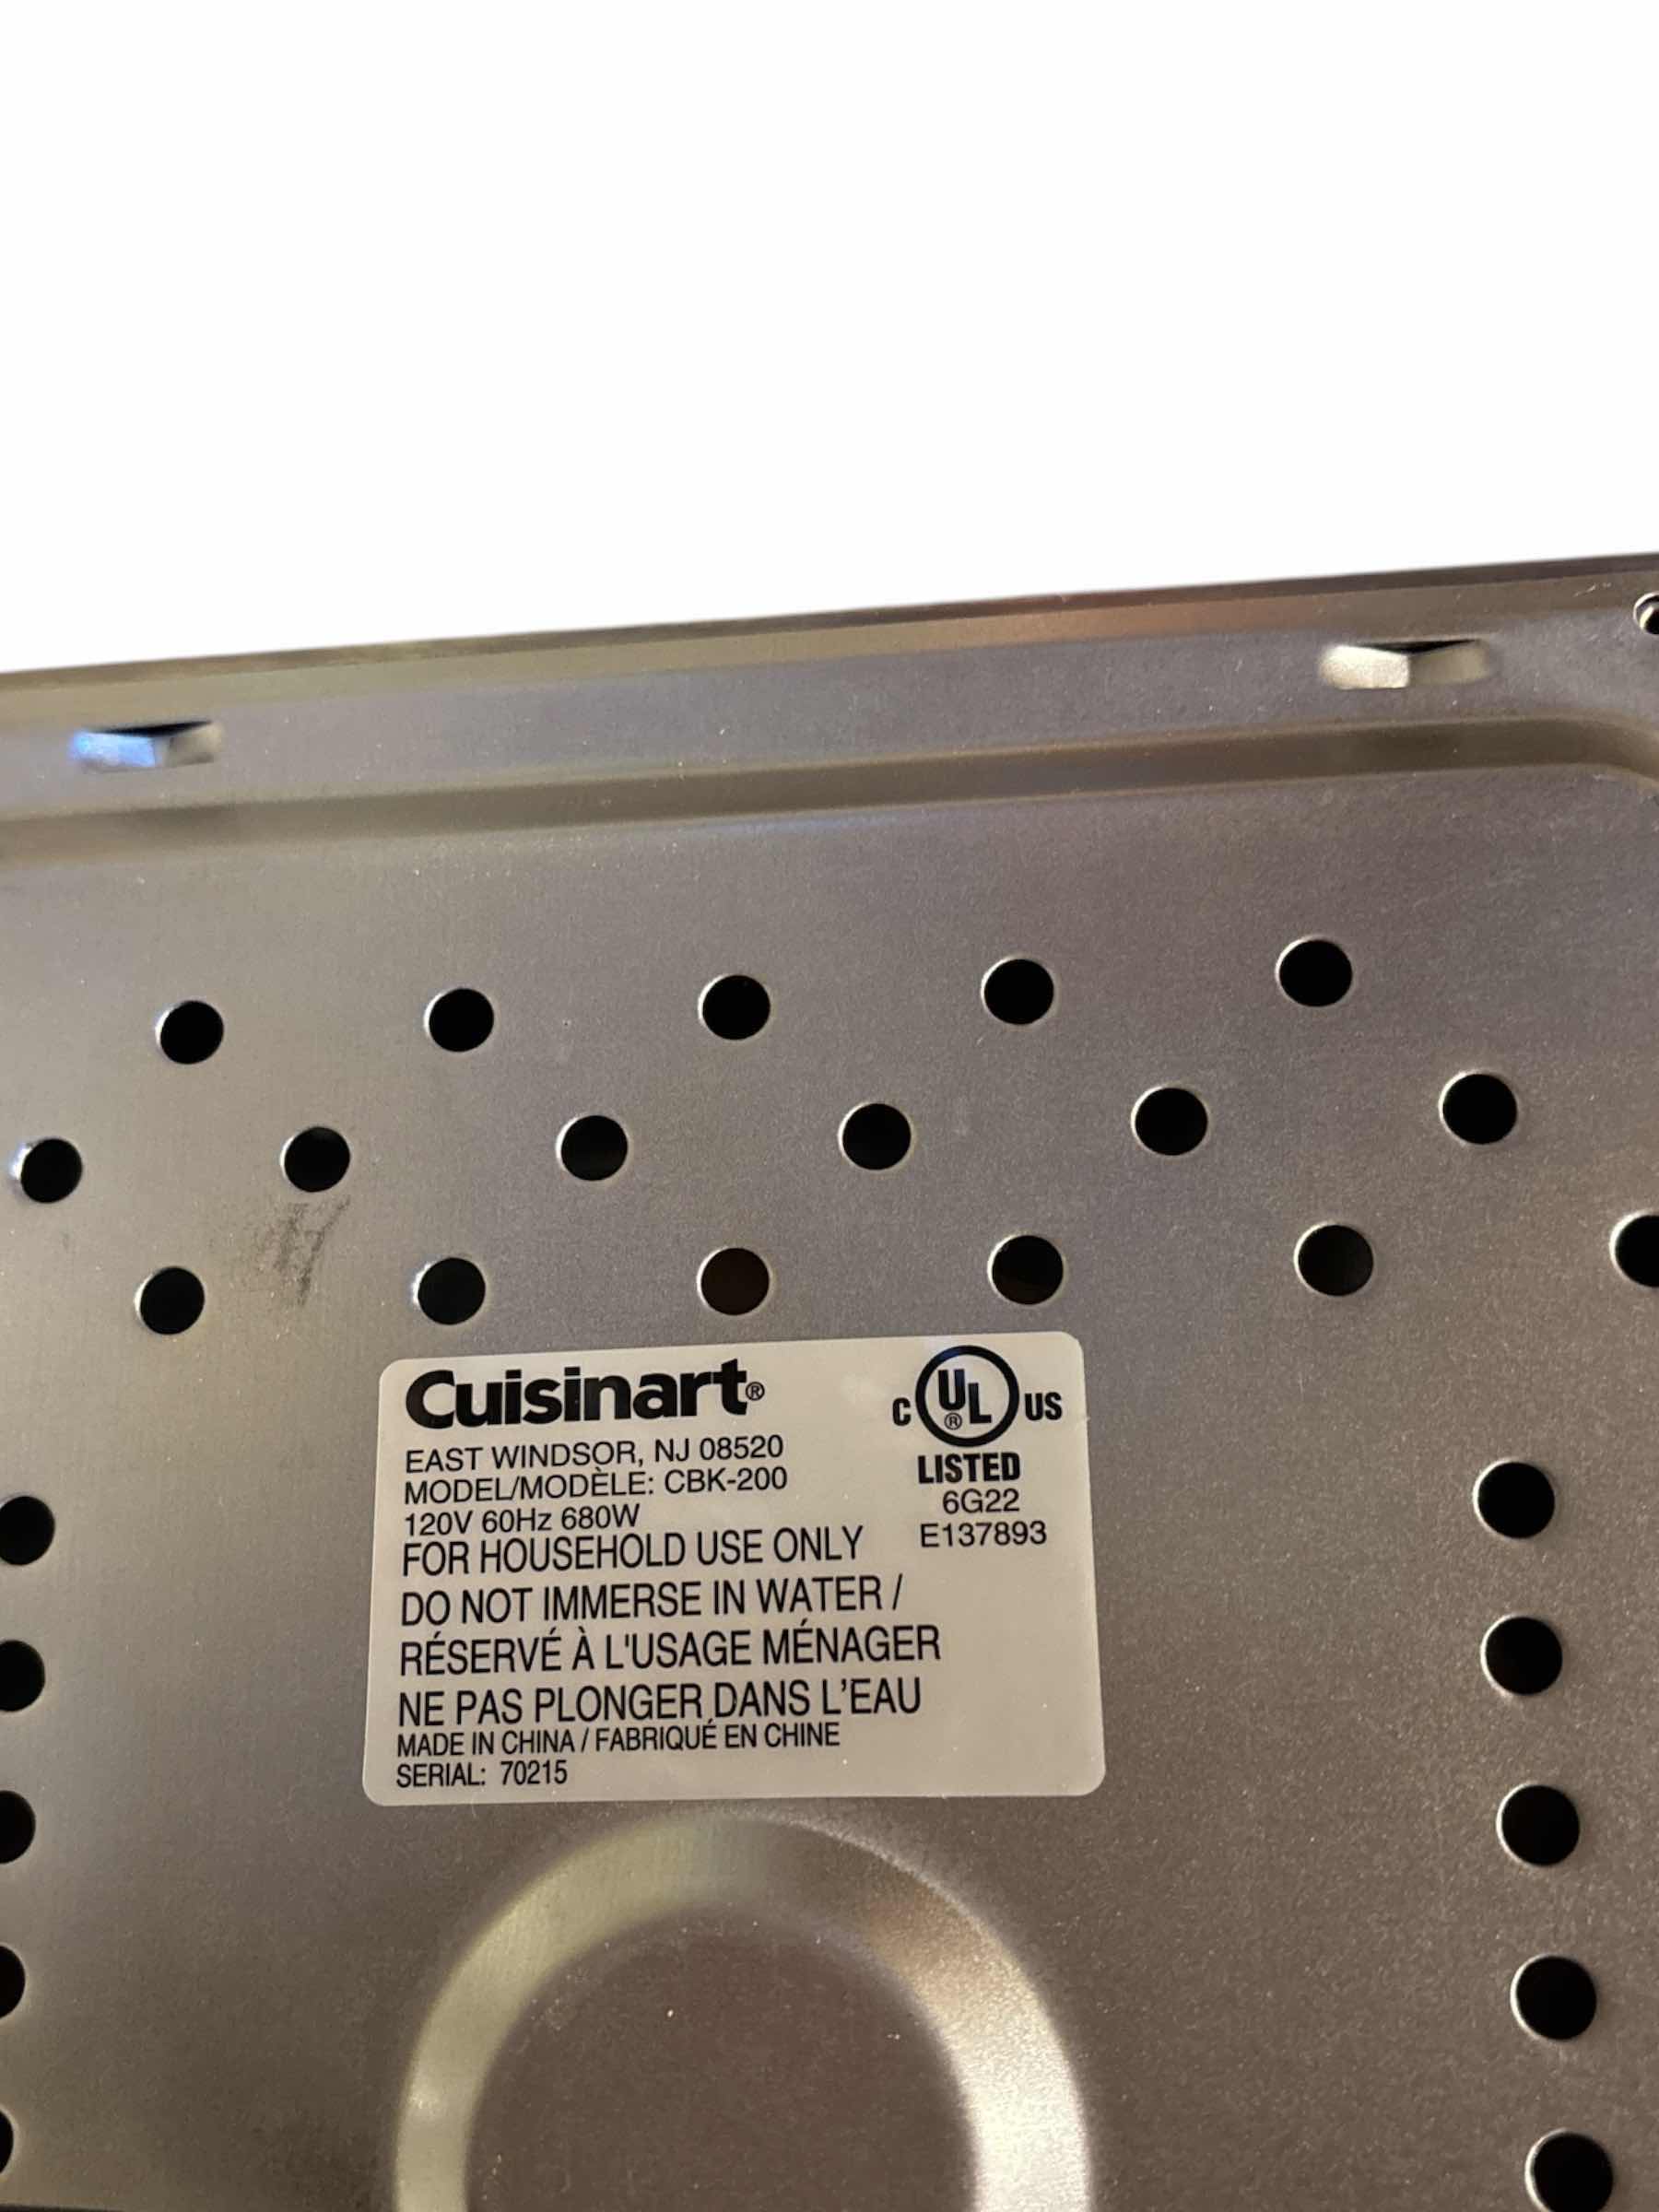 Cuisinart®
EAST WINDSOR, NJ 08520
MODEL/MODÈLE: CBK-200
120V 60Hz 680W
FOR HOUSEHOLD USE ONLY
DO NOT IMMERSE IN WATER /
RÉSERVÉ À L'USAGE MÉNAGER
NE PAS PLONGER DANS L'EAU
MADE IN CHINA / FABRIQUÉ EN CHINE
SERIAL: 70215
C UL® US
LISTED
6G22
E137893